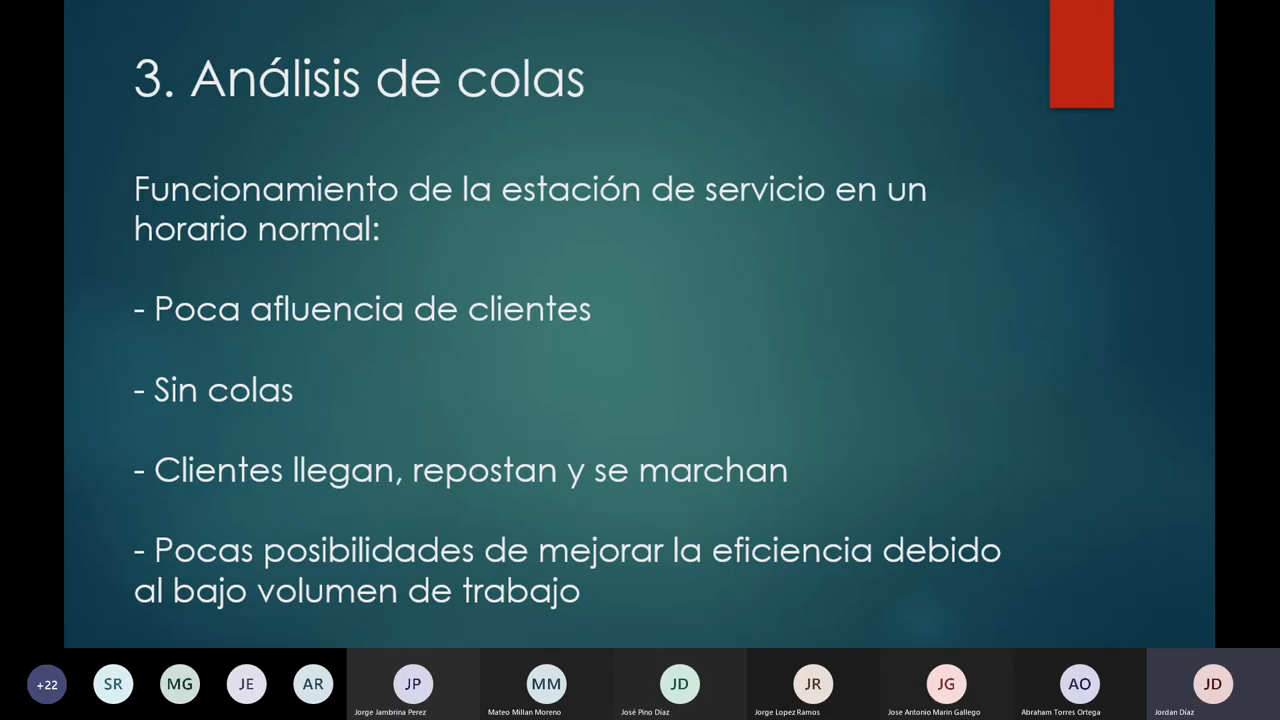 3. Análisis de colas
Funcionamiento de la estación de servicio en un
horario normal:
- Poca afluencia de clientes
- Sin colas
- Clientes llegan, repostan y se marchan
- Pocas posibilidades de mejorar la eficiencia debido
al bajo volumen de trabajo
+22 SR MG JE AR JP MM JD JR JG AO JD
Jorge Jambrina Perez Mateo Millan Moreno José Pino Díaz Jorge Lopez Ramos Jose Antonio Marin Gallego Abraham Torres Ortega Jordan Díaz